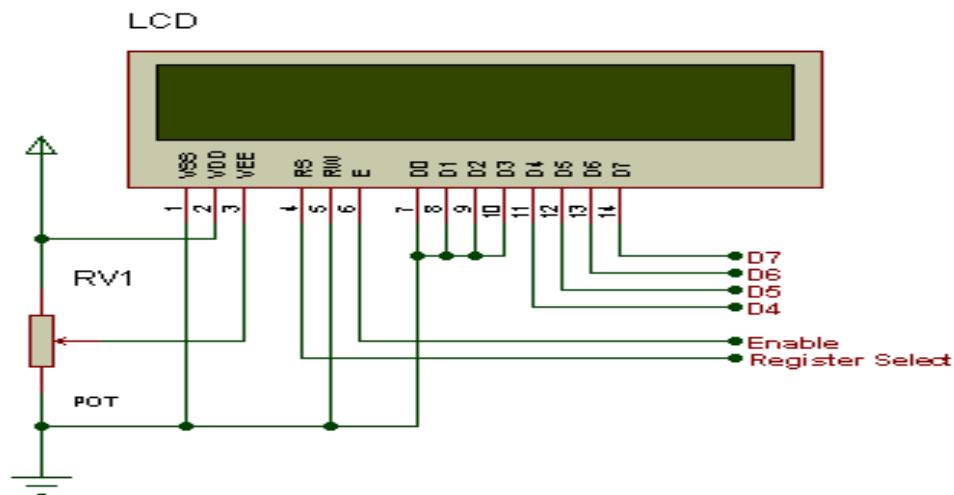 LCD
VSS VDD VEE RS RW E D0 D1 D2 D3 D4 D5 D6 D7
1 2 3 4 5 6 7 8 9 10 11 12 13 14
D7
D6
D5
D4
RV1
Enable
Register Select
POT